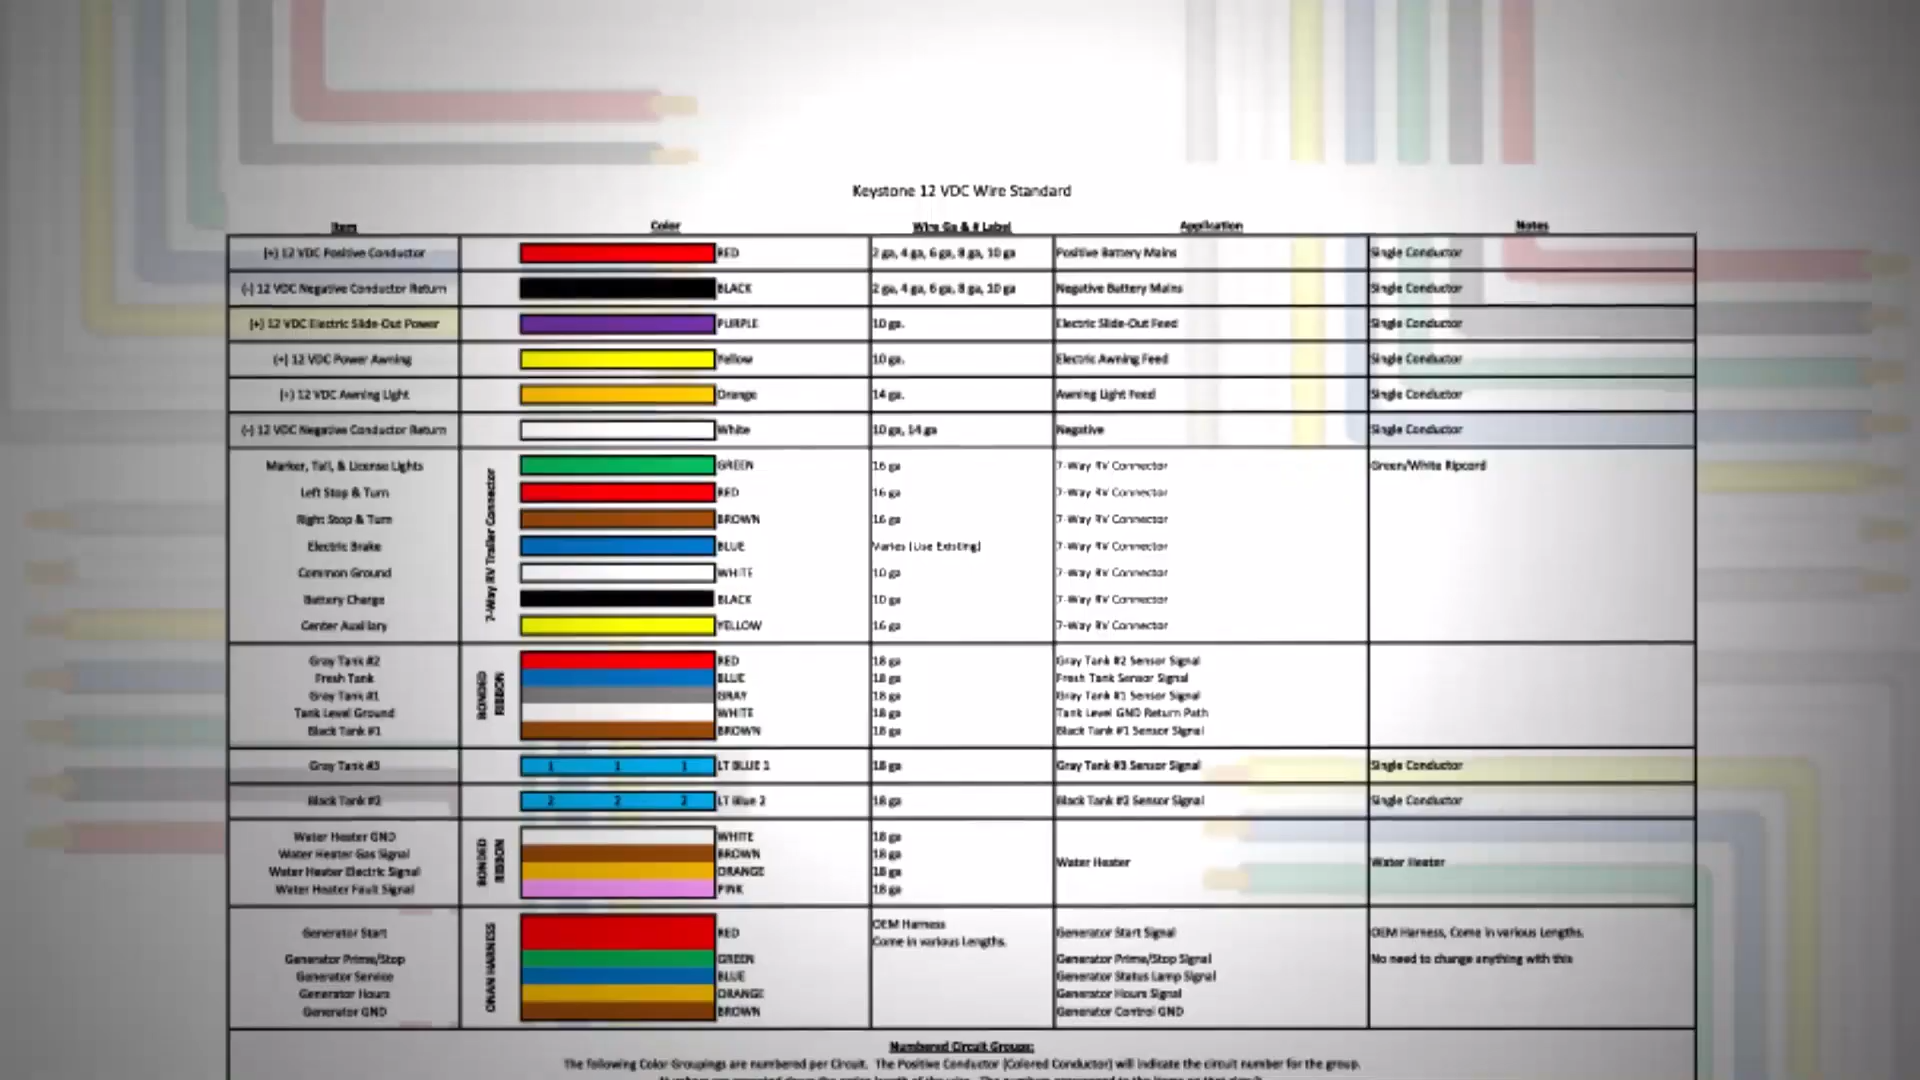 Keystone 12 VDC Wire Standard
Item Color Wire Ga & # Label Application Notes
(+) 12 VDC Positive Conductor RED 2 ga, 4 ga, 6 ga, 8 ga, 10 ga Positive Battery Mains Single Conductor
(-) 12 VDC Negative Conductor Return BLACK 2 ga, 4 ga, 6 ga, 8 ga, 10 ga Negative Battery Mains Single Conductor
(+) 12 VDC Electric Slide-Out Power PURPLE 10 ga. Electric Slide-Out Feed Single Conductor
(+) 12 VDC Power Awning Yellow 10 ga. Electric Awning Feed Single Conductor
(+) 12 VDC Awning Light Orange 14 ga. Awning Light Feed Single Conductor
(-) 12 VDC Negative Conductor Return White 10 ga, 14 ga Negative Single Conductor
7-Way RV Trailer Connector
Marker, Tail, & License Lights GREEN 16 ga 7-Way RV Connector Green/White Ripcord
Left Stop & Turn RED 16 ga 7-Way RV Connector
Right Stop & Turn BROWN 16 ga 7-Way RV Connector
Electric Brake BLUE Varies (Use Existing) 7-Way RV Connector
Common Ground WHITE 10 ga 7-Way RV Connector
Battery Charge BLACK 10 ga 7-Way RV Connector
Center Auxiliary YELLOW 16 ga 7-Way RV Connector
BONDED
RIBBON
Gray Tank #2 RED 18 ga Gray Tank #2 Sensor Signal
Fresh Tank BLUE 18 ga Fresh Tank Sensor Signal
Gray Tank #1 GRAY 18 ga Gray Tank #1 Sensor Signal
Tank Level Ground WHITE 18 ga Tank Level GND Return Path
Black Tank #1 BROWN 18 ga Black Tank #1 Sensor Signal
Gray Tank #3 1 1 1 LT BLUE 1 18 ga Gray Tank #3 Sensor Signal Single Conductor
Black Tank #2 2 2 2 LT Blue 2 18 ga Black Tank #2 Sensor Signal Single Conductor
BONDED
RIBBON
Water Heater GND WHITE 18 ga
Water Heater Gas Signal BROWN 18 ga
Water Heater Water Heater
Water Heater Electric Signal ORANGE 18 ga
Water Heater Fault Signal PINK 18 ga
ONAN HARNESS
OEM Harness
Generator Start RED Generator Start Signal OEM Harness, Come in various Lengths.
Come in various Lengths.
Generator Prime/Stop GREEN Generator Prime/Stop Signal No need to change anything with this
Generator Service BLUE Generator Status Lamp Signal
Generator Hours ORANGE Generator Hours Signal
Generator GND BROWN Generator Control GND
Numbered Circuit Groups:
The following Color Groupings are numbered per Circuit. The Positive Conductor (Colored Conductor) will indicate the circuit number for the group.